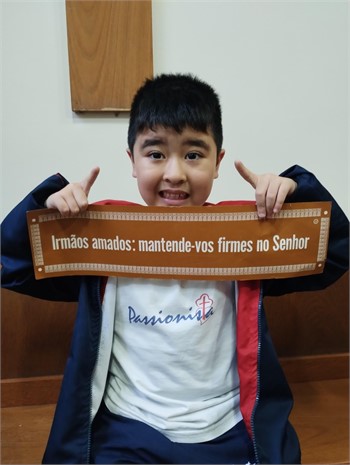 Irmãos amados: mantende-vos firmes no Senhor
Passionista